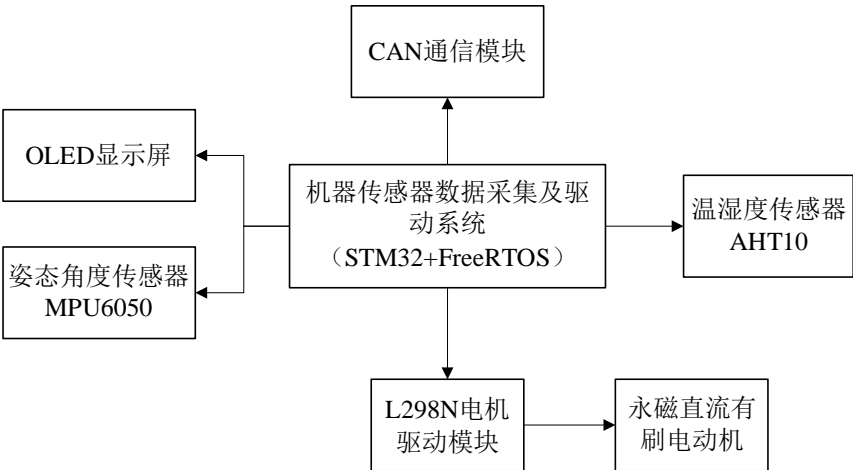 CAN通信模块
OLED显示屏
机器传感器数据采集及驱
动系统
（STM32+FreeRTOS）
温湿度传感器
AHT10
姿态角度传感器
MPU6050
L298N电机
驱动模块
永磁直流有
刷电动机